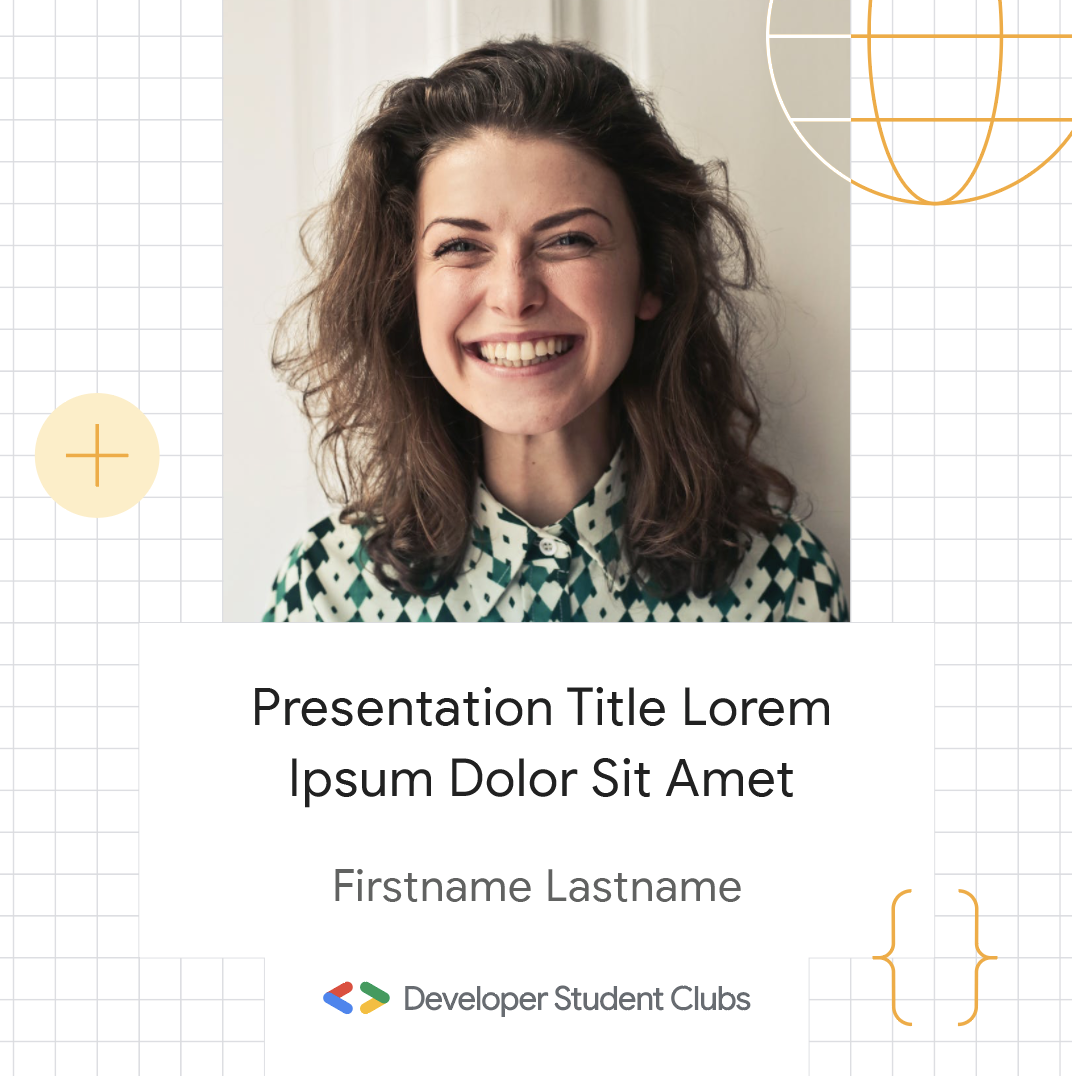 Presentation Title Lorem
Ipsum Dolor Sit Amet
Firstname Lastname
Developer Student Clubs